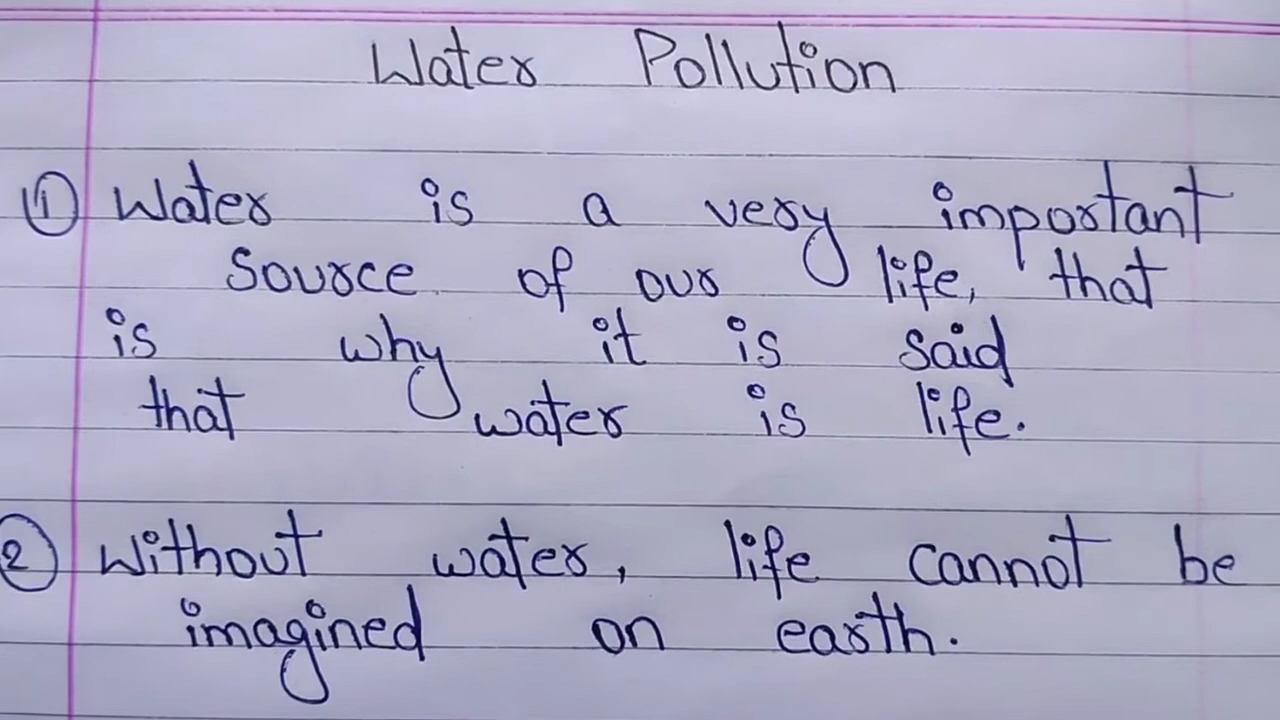 Water Pollution
① Water is a very important
source of our life, that
is why it is said
that water is life.
② Without water, life cannot be
imagined on earth.